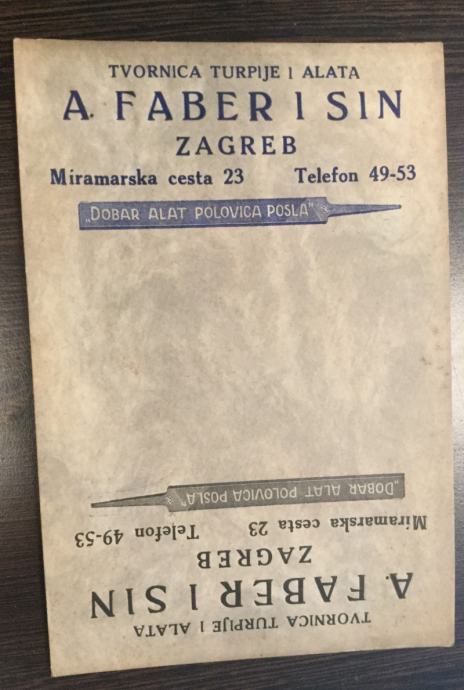 TVORNICA TURPIJE I ALATA
A. FABER I SIN
ZAGREB
Miramarska cesta 23 Telefon 49-53
„DOBAR ALAT POLOVICA POSLA“
TVORNICA TURPIJE I ALATA
A. FABER I SIN
ZAGREB
Miramarska cesta 23 Telefon 49-53
„DOBAR ALAT POLOVICA POSLA“